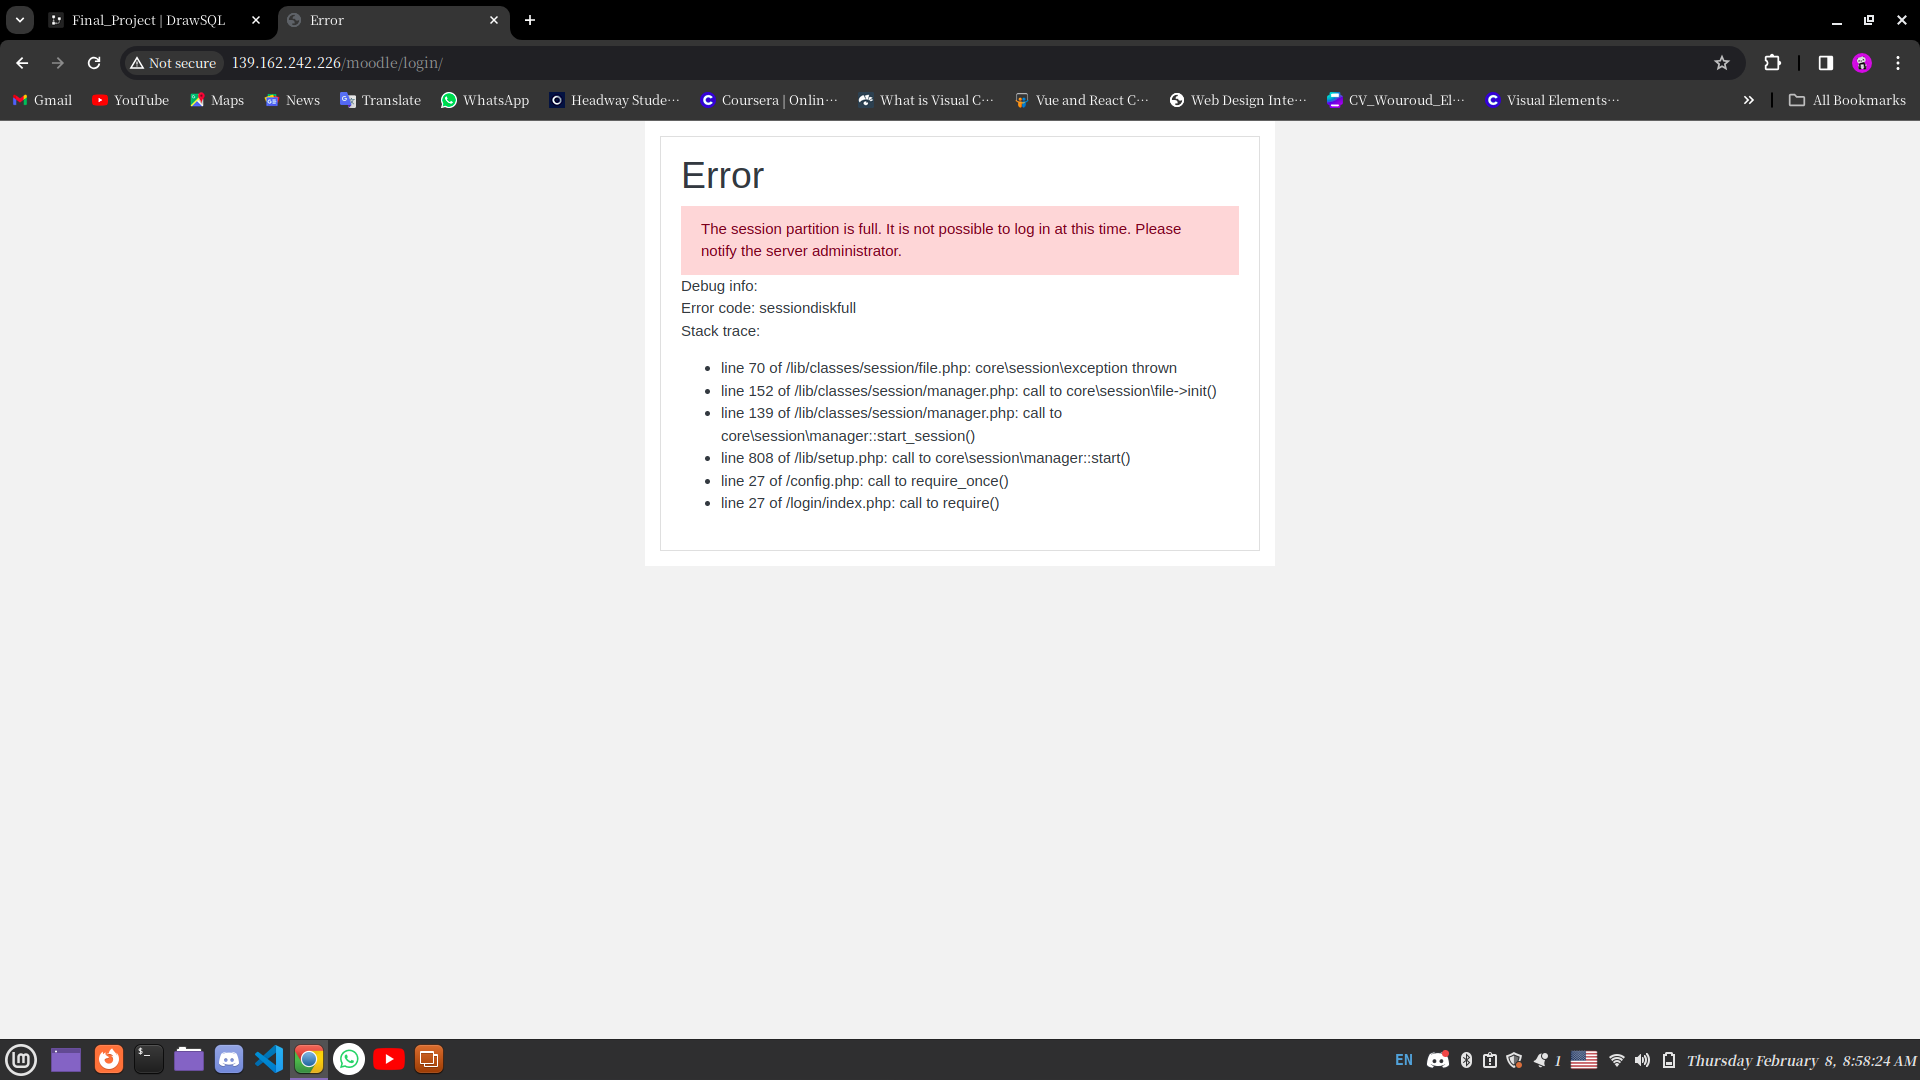 Final_Project | DrawSQL
Error
Not secure
139.162.242.226/moodle/login/
Gmail
YouTube
Maps
News
Translate
WhatsApp
Headway Stude…
Coursera | Onlin…
What is Visual C…
Vue and React C…
Web Design Inte…
CV_Wouroud_El…
Visual Elements…
All Bookmarks
Error
The session partition is full. It is not possible to log in at this time. Please
notify the server administrator.
Debug info:
Error code: sessiondiskfull
Stack trace:
line 70 of /lib/classes/session/file.php: core\session\exception thrown
line 152 of /lib/classes/session/manager.php: call to core\session\file->init()
line 139 of /lib/classes/session/manager.php: call to
core\session\manager::start_session()
line 808 of /lib/setup.php: call to core\session\manager::start()
line 27 of /config.php: call to require_once()
line 27 of /login/index.php: call to require()
EN
1
Thursday February 8, 8:58:24 AM